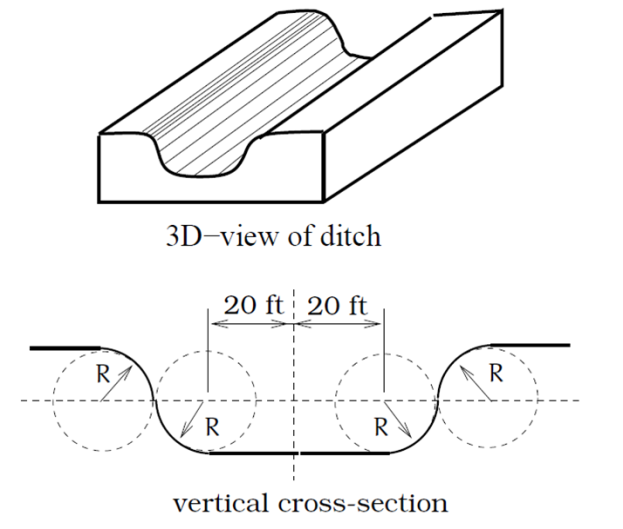 3D−view of ditch
20 ft 20 ft
R R
R R
vertical cross-section